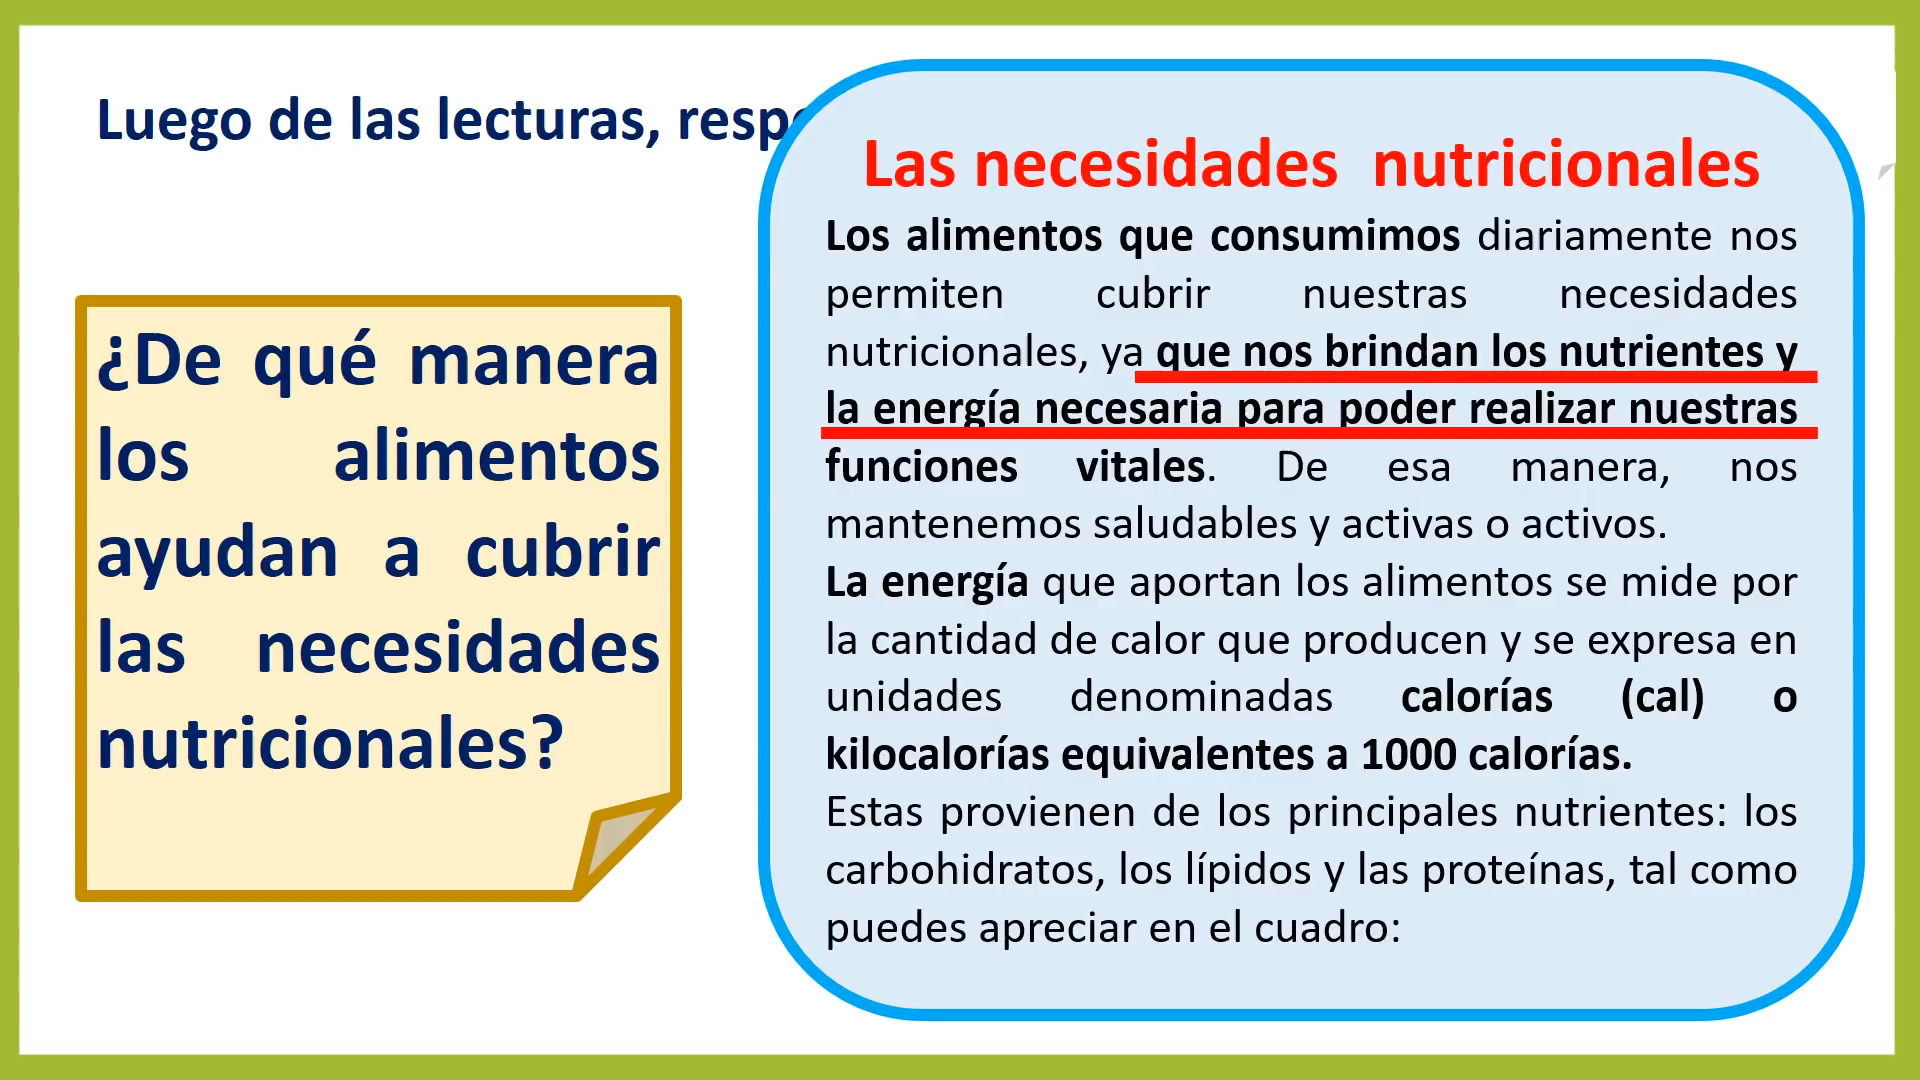 Luego de las lecturas,
¿De qué manera
los alimentos
ayudan a cubrir
las necesidades
nutricionales?
Las necesidades nutricionales
Los alimentos que consumimos diariamente nos
permiten cubrir nuestras necesidades
nutricionales, ya que nos brindan los nutrientes y
la energía necesaria para poder realizar nuestras
funciones vitales. De esa manera, nos
mantenemos saludables y activas o activos.
La energía que aportan los alimentos se mide por
la cantidad de calor que producen y se expresa en
unidades denominadas calorías (cal) o
kilocalorías equivalentes a 1000 calorías.
Estas provienen de los principales nutrientes: los
carbohidratos, los lípidos y las proteínas, tal como
puedes apreciar en el cuadro: